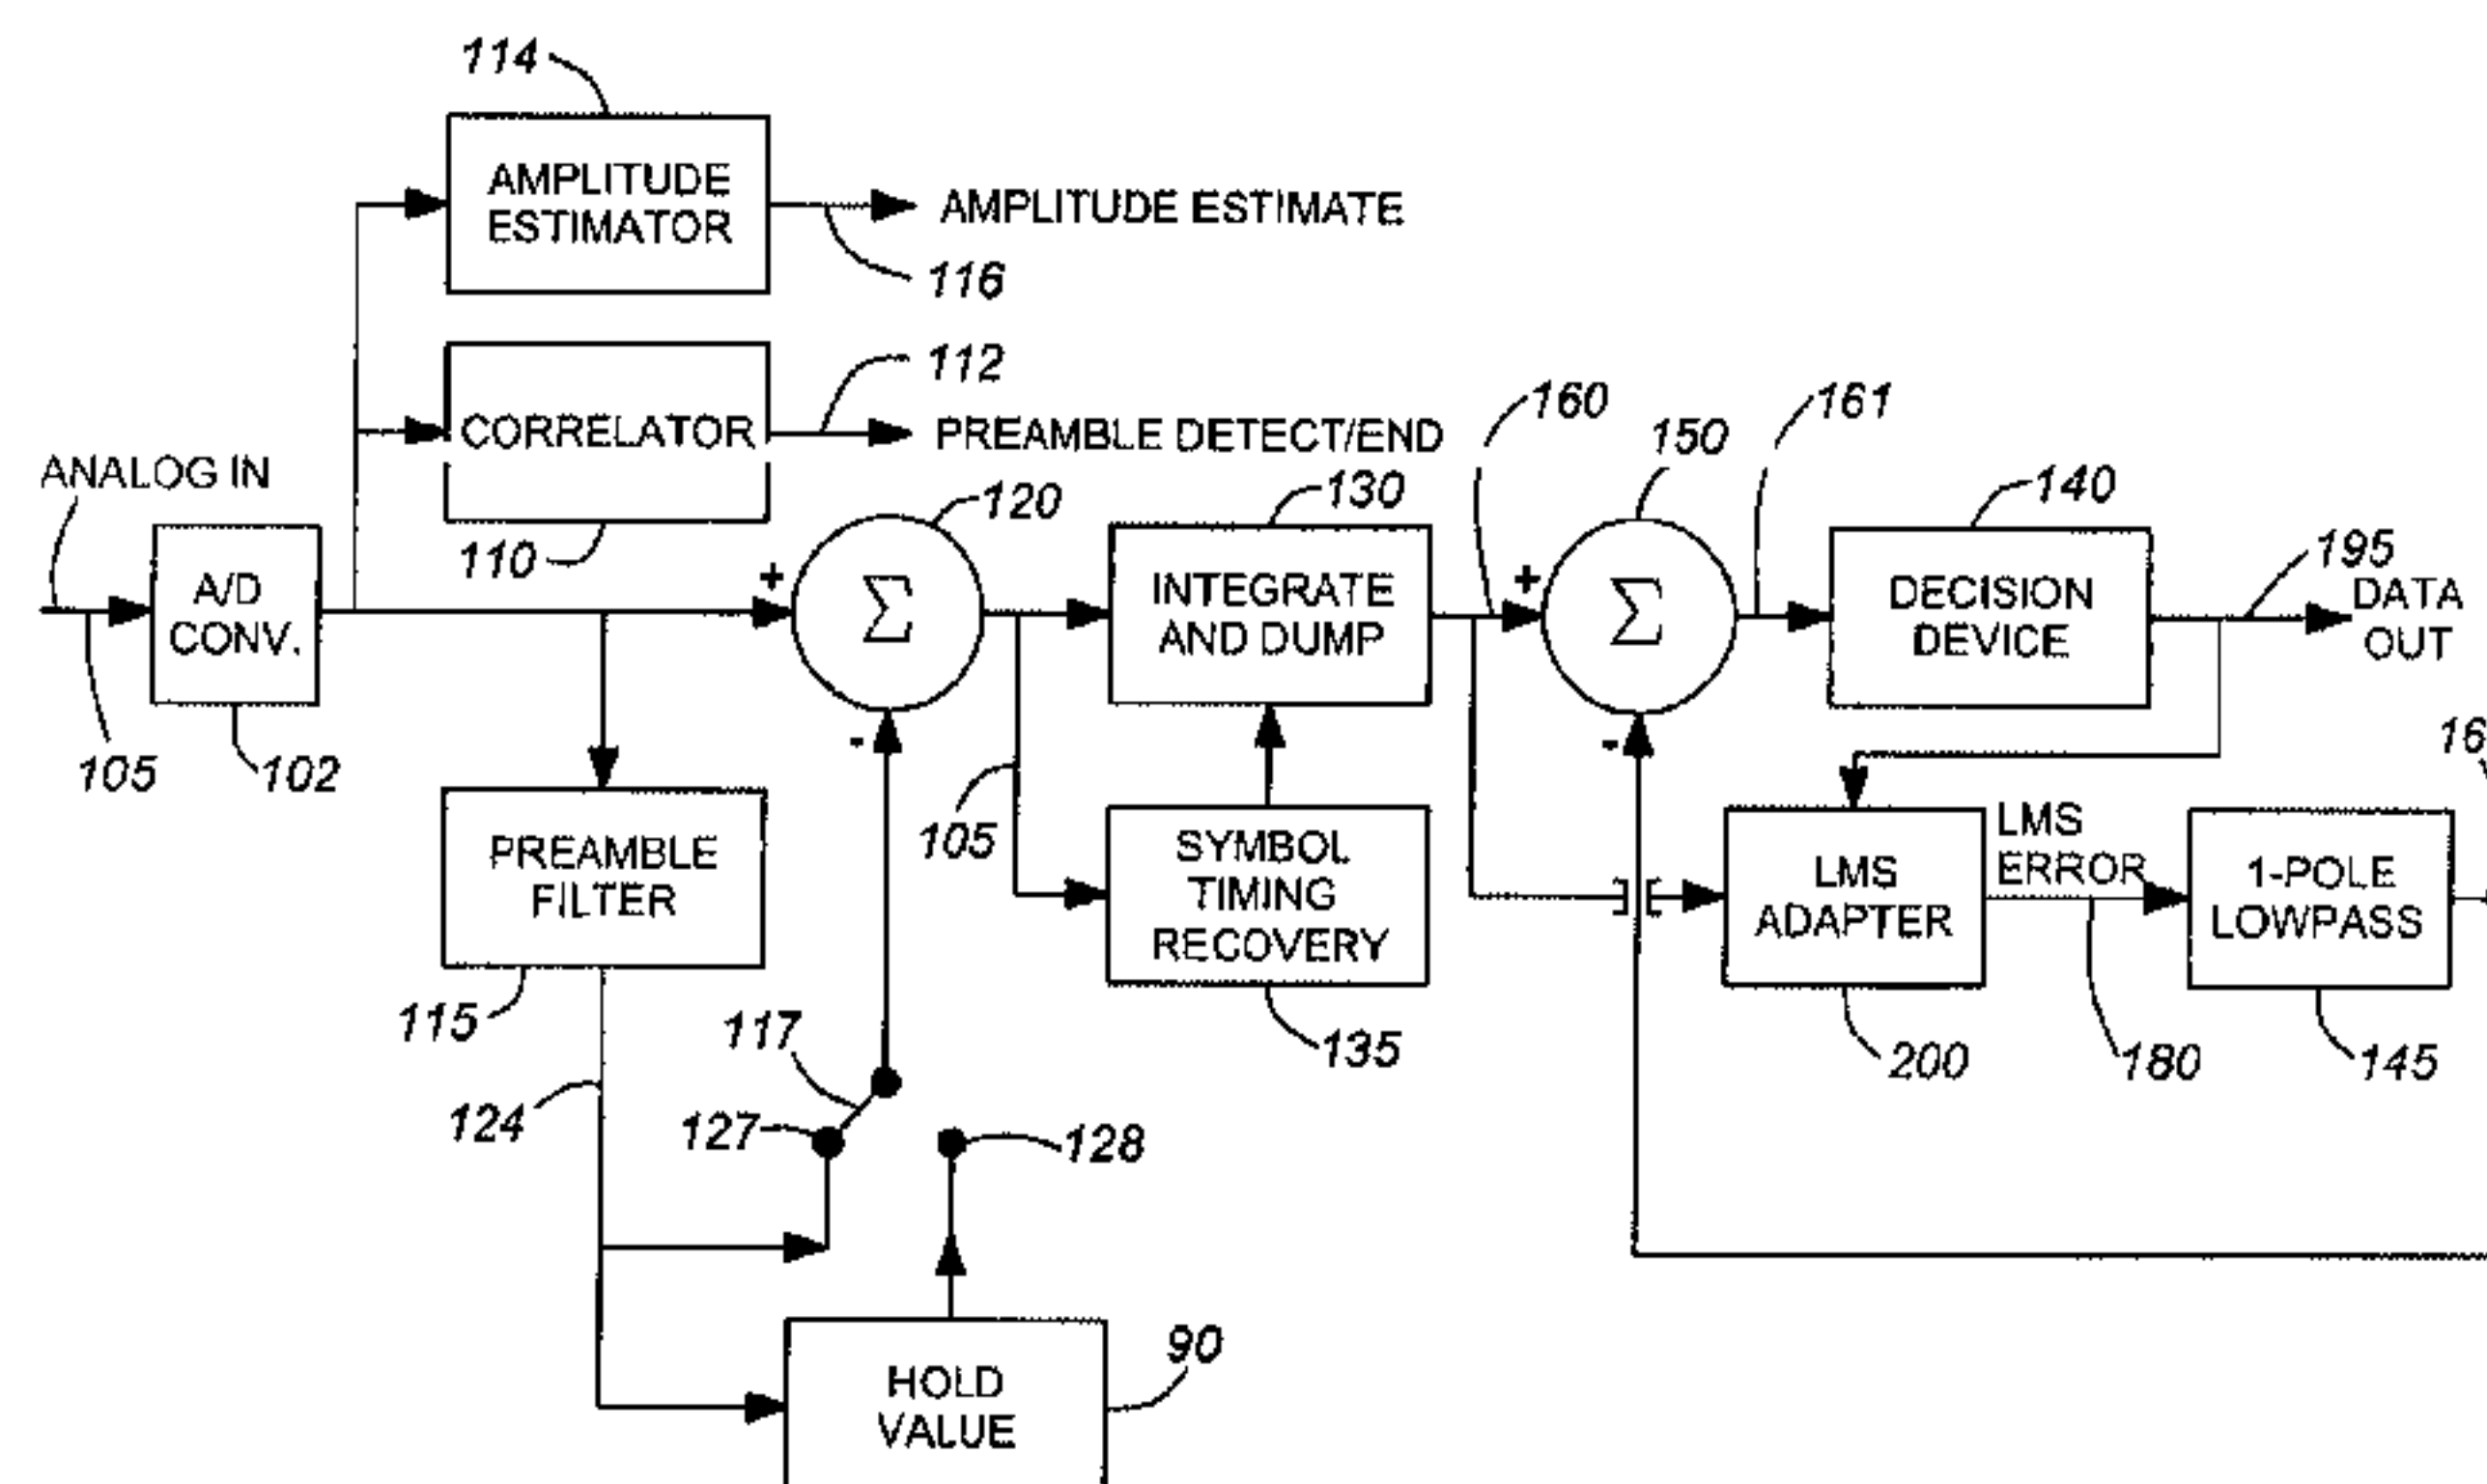 114
AMPLITUDE
ESTIMATOR
AMPLITUDE ESTIMATE
116
112
CORRELATOR
PREAMBLE DETECT/END
110
ANALOG IN
A/D
CONV.
105
102
+
120
Σ
-
130
INTEGRATE
AND DUMP
160
+
150
Σ
-
161
140
DECISION
DEVICE
195
DATA
OUT
PREAMBLE
FILTER
115
105
SYMBOL
TIMING
RECOVERY
135
LMS
ADAPTER
200
LMS
ERROR
180
1-POLE
LOWPASS
145
16
117
124
127
128
HOLD
VALUE
90